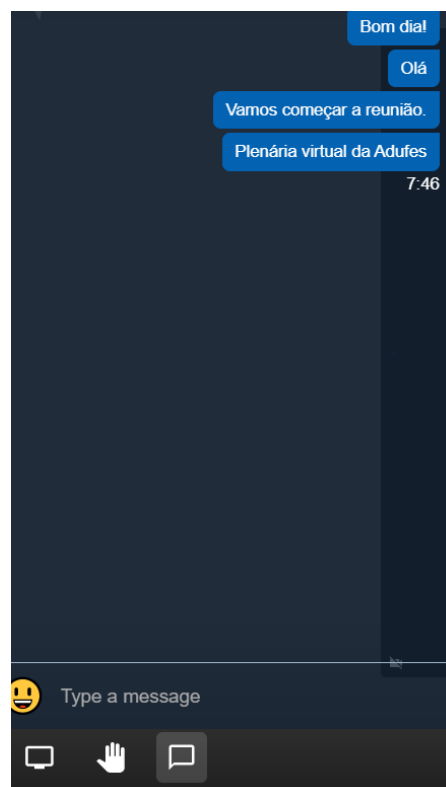 Bom dia!
Olá
Vamos começar a reunião.
Plenária virtual da Adufes
7:46
Type a message